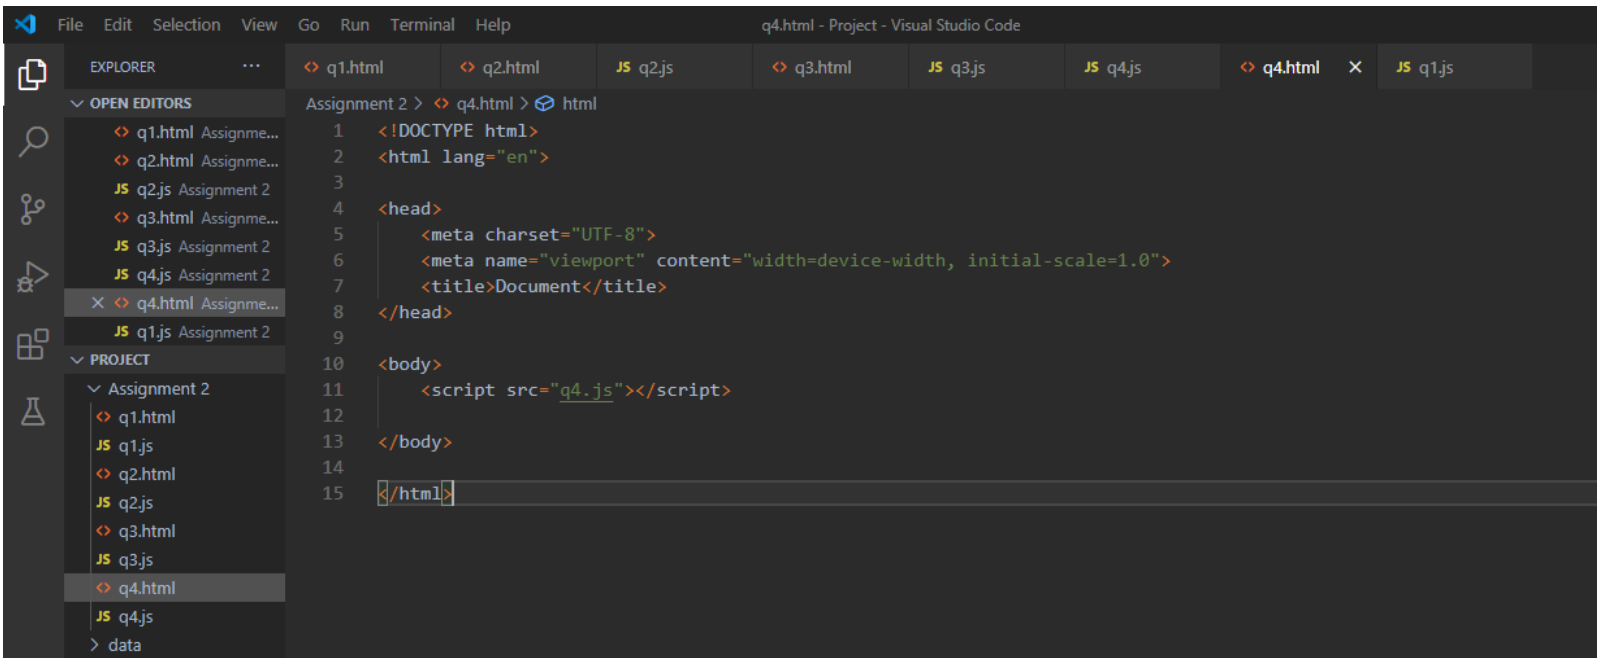 File Edit Selection View Go Run Terminal Help q4.html - Project - Visual Studio Code
EXPLORER ···
OPEN EDITORS
q1.html Assignme...
q2.html Assignme...
JS q2.js Assignment 2
q3.html Assignme...
JS q3.js Assignment 2
JS q4.js Assignment 2
q4.html Assignme...
JS q1.js Assignment 2
PROJECT
Assignment 2
q1.html
JS q1.js
q2.html
JS q2.js
q3.html
JS q3.js
q4.html
JS q4.js
data
q1.html q2.html JS q2.js q3.html JS q3.js JS q4.js q4.html JS q1.js
Assignment 2 > q4.html > html
1 <!DOCTYPE html>
2 <html lang="en">
3
4 <head>
5 <meta charset="UTF-8">
6 <meta name="viewport" content="width=device-width, initial-scale=1.0">
7 <title>Document</title>
8 </head>
9
10 <body>
11 <script src="q4.js"></script>
12
13 </body>
14
15 </html>